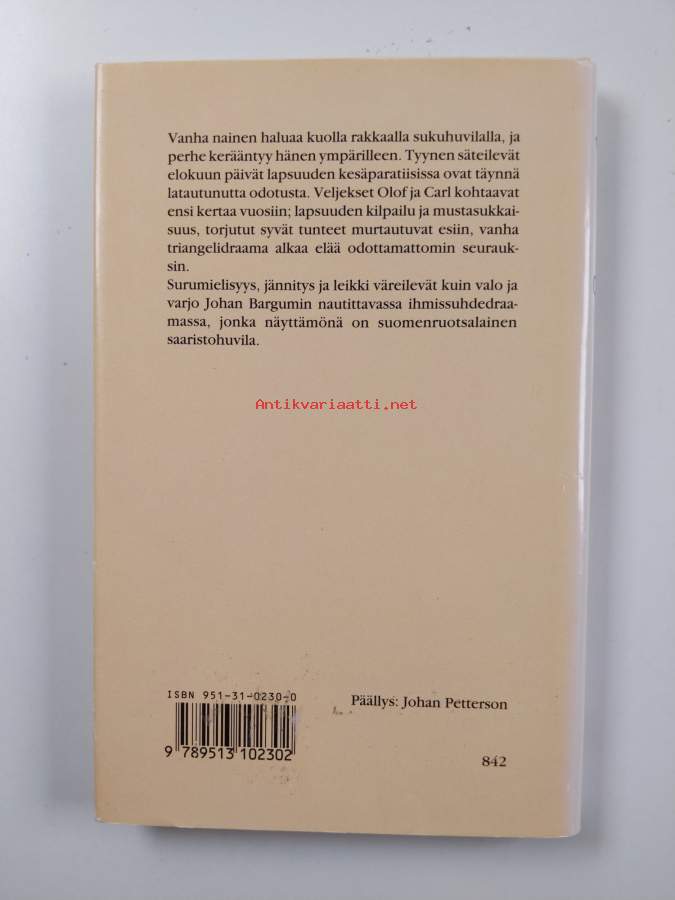 Vanha nainen haluaa kuolla rakkaalla sukuhuvilalla, ja
perhe kerääntyy hänen ympärilleen. Tyynen säteilevät
elokuun päivät lapsuuden kesäparatiisissa ovat täynnä
latautunutta odotusta. Veljekset Olof ja Carl kohtaavat
ensi kertaa vuosiin; lapsuuden kilpailu ja mustasukkai-
suus, torjutut syvät tunteet murtautuvat esiin, vanha
triangelidraama alkaa elää odottamattomin seurauk-
sin.
Surumielisyys, jännitys ja leikki väreilevät kuin valo ja
varjo Johan Bargumin nautittavassa ihmissuhdedraa-
massa, jonka näyttämönä on suomenruotsalainen
saaristohuvila.
Antikvariaatti.net
ISBN 951-31-0230-0
Päällys: Johan Petterson
9 789513 102302
842